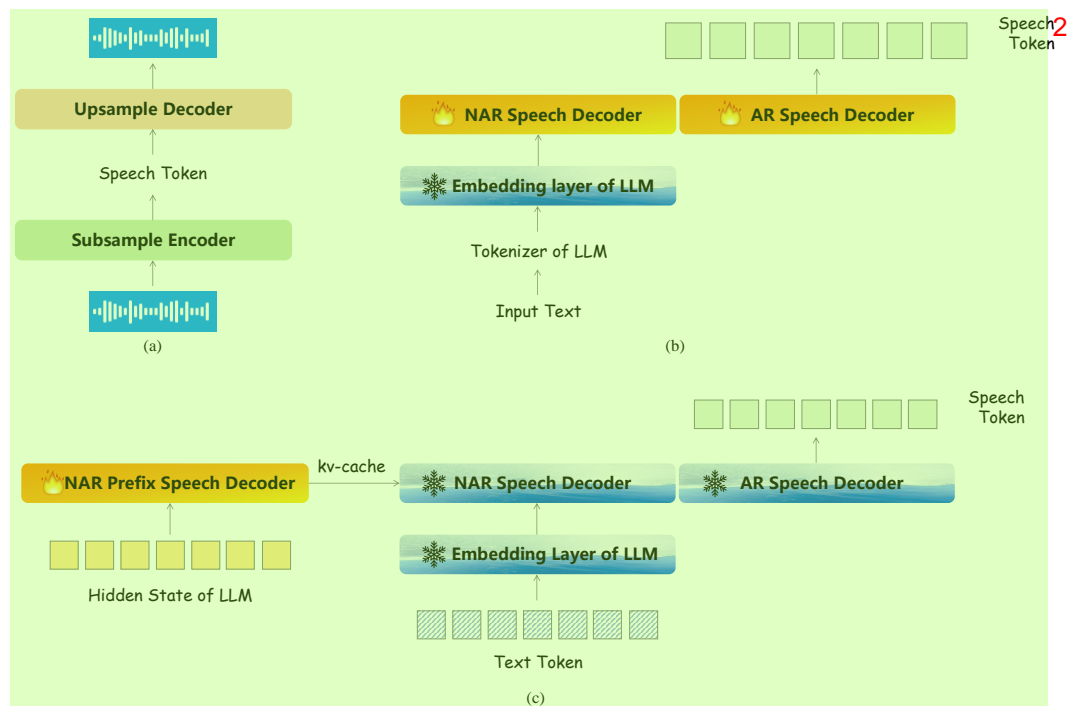 Upsample Decoder
Speech Token
Subsample Encoder
(a)
Speech
Token
2
NAR Speech Decoder
AR Speech Decoder
Embedding layer of LLM
Tokenizer of LLM
Input Text
(b)
Speech
Token
NAR Prefix Speech Decoder
kv-cache
NAR Speech Decoder
AR Speech Decoder
Embedding Layer of LLM
Hidden State of LLM
Text Token
(c)